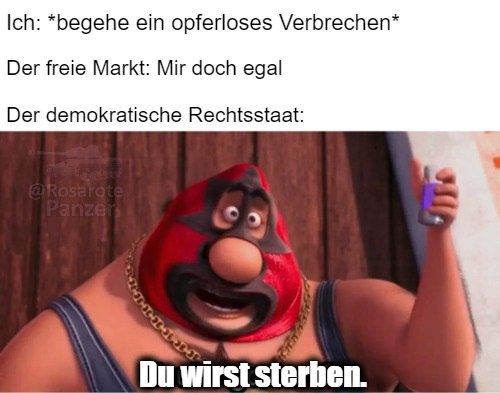 Ich: *begehe ein opferloses Verbrechen*
Der freie Markt: Mir doch egal
Der demokratische Rechtsstaat:
@Rosarote
Panzer
Du wirst sterben.